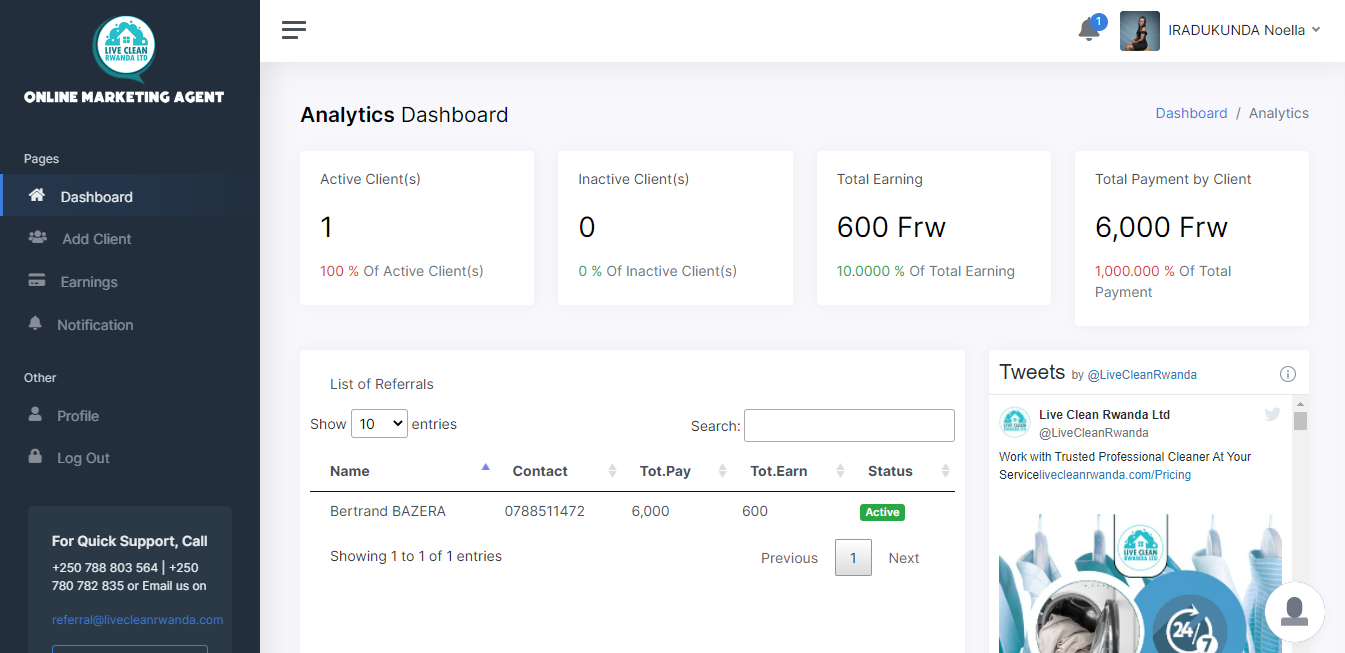 LIVE CLEAN
RWANDA LTD
ONLINE MARKETING AGENT
Pages
Dashboard
Add Client
Earnings
Notification
Other
Profile
Log Out
For Quick Support, Call
+250 788 803 564 | +250
780 782 835 or Email us on
referral@livecleanrwanda.com
1
IRADUKUNDA Noella
Analytics Dashboard
Dashboard / Analytics
Active Client(s)
1
100 % Of Active Client(s)
Inactive Client(s)
0
0 % Of Inactive Client(s)
Total Earning
600 Frw
10.0000 % Of Total Earning
Total Payment by Client
6,000 Frw
1,000.000 % Of Total
Payment
List of Referrals
Show 10 entries
Search:
Name Contact Tot.Pay Tot.Earn Status
Bertrand BAZERA 0788511472 6,000 600 Active
Showing 1 to 1 of 1 entries
Previous 1 Next
Tweets by @LiveCleanRwanda
LIVE CLEAN
RWANDA LTD
Live Clean Rwanda Ltd
@LiveCleanRwanda
Work with Trusted Professional Cleaner At Your
Servicelivecleanrwanda.com/Pricing
LIVE CLEAN
RWANDA LTD
24/7